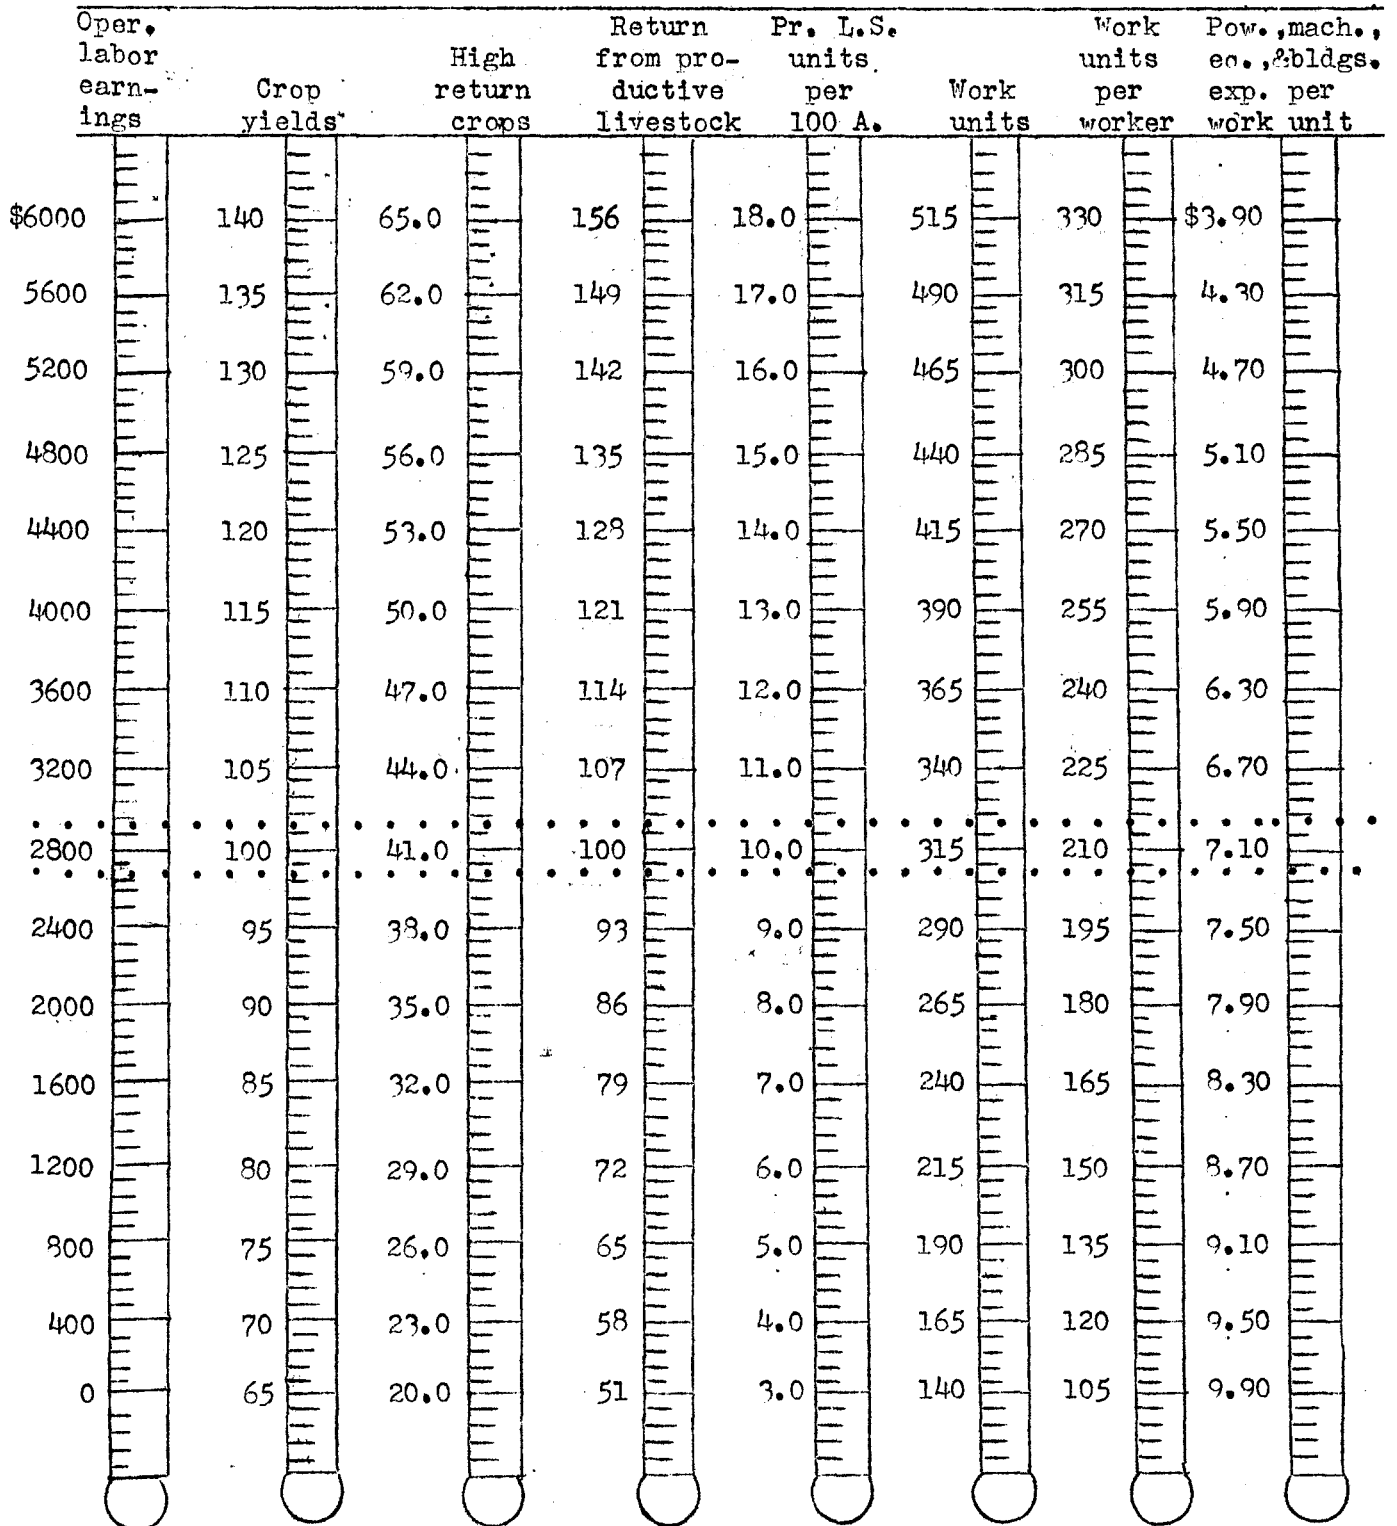 Oper. Return Pr. L.S. Work Pow.,mach.,
labor High from pro- units units eq.,&bldgs.
earn- Crop return ductive per Work per exp. per
ings yields crops livestock 100 A. units worker work unit
$6000 140 65.0 156 18.0 515 330 $3.90
5600 135 62.0 149 17.0 490 315 4.30
5200 130 59.0 142 16.0 465 300 4.70
4800 125 56.0 135 15.0 440 285 5.10
4400 120 53.0 128 14.0 415 270 5.50
4000 115 50.0 121 13.0 390 255 5.90
3600 110 47.0 114 12.0 365 240 6.30
3200 105 44.0 107 11.0 340 225 6.70
2800 100 41.0 100 10.0 315 210 7.10
2400 95 38.0 93 9.0 290 195 7.50
2000 90 35.0 86 8.0 265 180 7.90
1600 85 32.0 79 7.0 240 165 8.30
1200 80 29.0 72 6.0 215 150 8.70
800 75 26.0 65 5.0 190 135 9.10
400 70 23.0 58 4.0 165 120 9.50
0 65 20.0 51 3.0 140 105 9.90